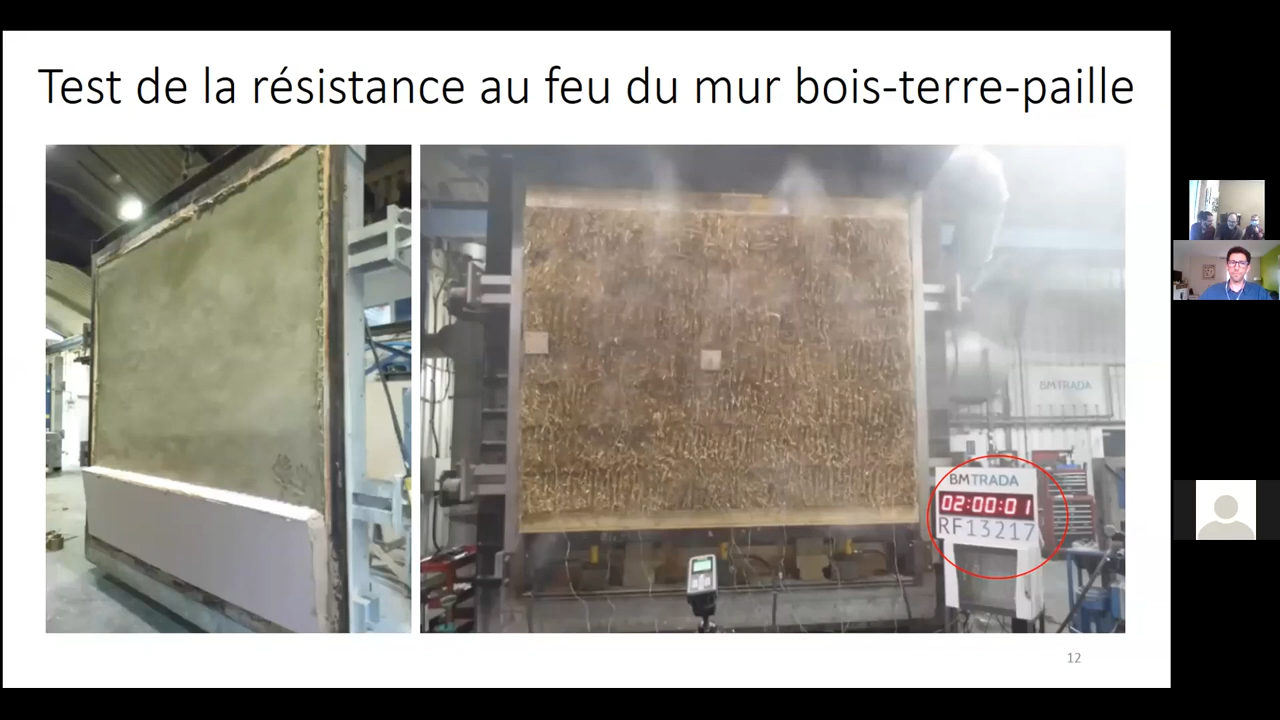 Test de la résistance au feu du mur bois-terre-paille
BMTRADA
BMTRADA
02:00:01
RF13217
12